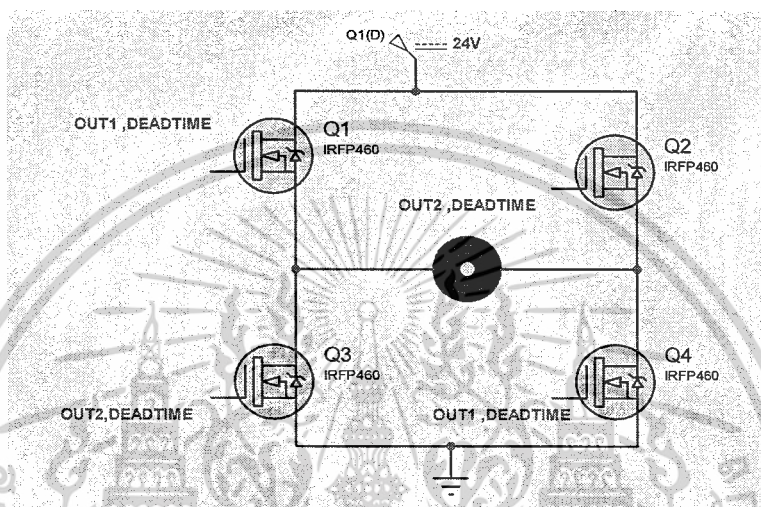 Q1(D) 24V
OUT1 ,DEADTIME
Q1
IRFP460
Q2
IRFP460
OUT2 ,DEADTIME
Q3
IRFP460
OUT2,DEADTIME
Q4
IRFP460
OUT1 ,DEADTIME